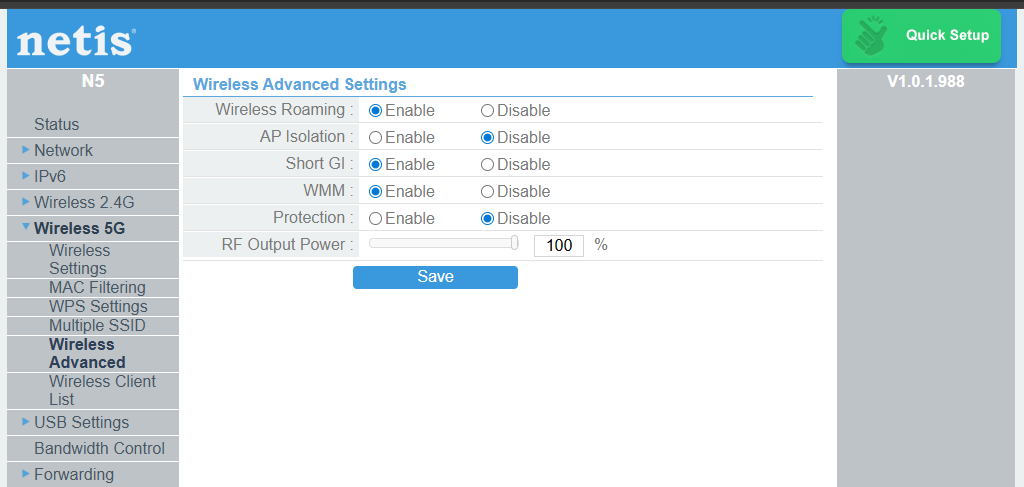 netis
Quick Setup
N5
V1.0.1.988
Status
Network
IPv6
Wireless 2.4G
Wireless 5G
Wireless
Settings
MAC Filtering
WPS Settings
Multiple SSID
Wireless
Advanced
Wireless Client
List
USB Settings
Bandwidth Control
Forwarding
Wireless Advanced Settings
Wireless Roaming : Enable Disable
AP Isolation : Enable Disable
Short GI : Enable Disable
WMM : Enable Disable
Protection : Enable Disable
RF Output Power : 100 %
Save